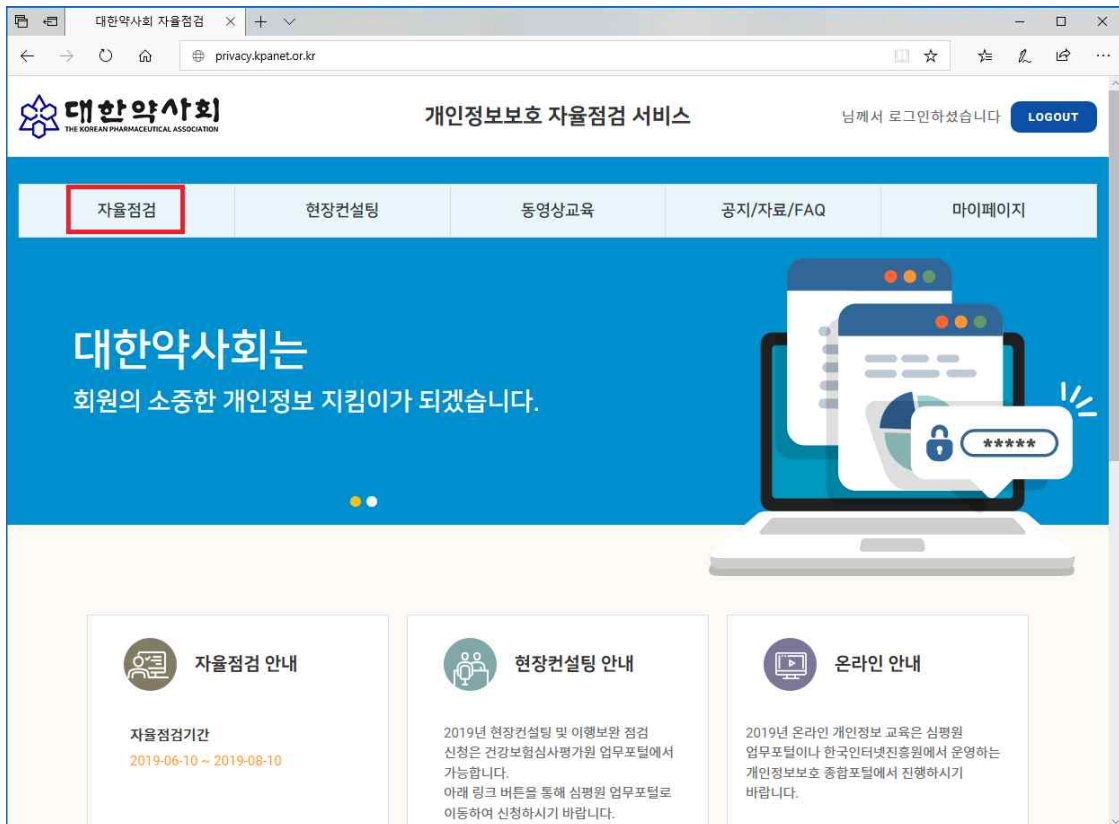 대한약사회 자율점검
privacy.kpanet.or.kr
대한약사회
THE KOREAN PHARMACEUTICAL ASSOCIATION
개인정보보호 자율점검 서비스
님께서 로그인하셨습니다
LOGOUT
자율점검
현장컨설팅
동영상교육
공지/자료/FAQ
마이페이지
대한약사회는
회원의 소중한 개인정보 지킴이가 되겠습니다.
*****
자율점검 안내
자율점검기간
2019-06-10 ~ 2019-08-10
현장컨설팅 안내
2019년 현장컨설팅 및 이행보완 점검
신청은 건강보험심사평가원 업무포털에서
가능합니다.
아래 링크 버튼을 통해 심평원 업무포털로
이동하여 신청하시기 바랍니다.
온라인 안내
2019년 온라인 개인정보 교육은 심평원
업무포털이나 한국인터넷진흥원에서 운영하는
개인정보보호 종합포털에서 진행하시기
바랍니다.